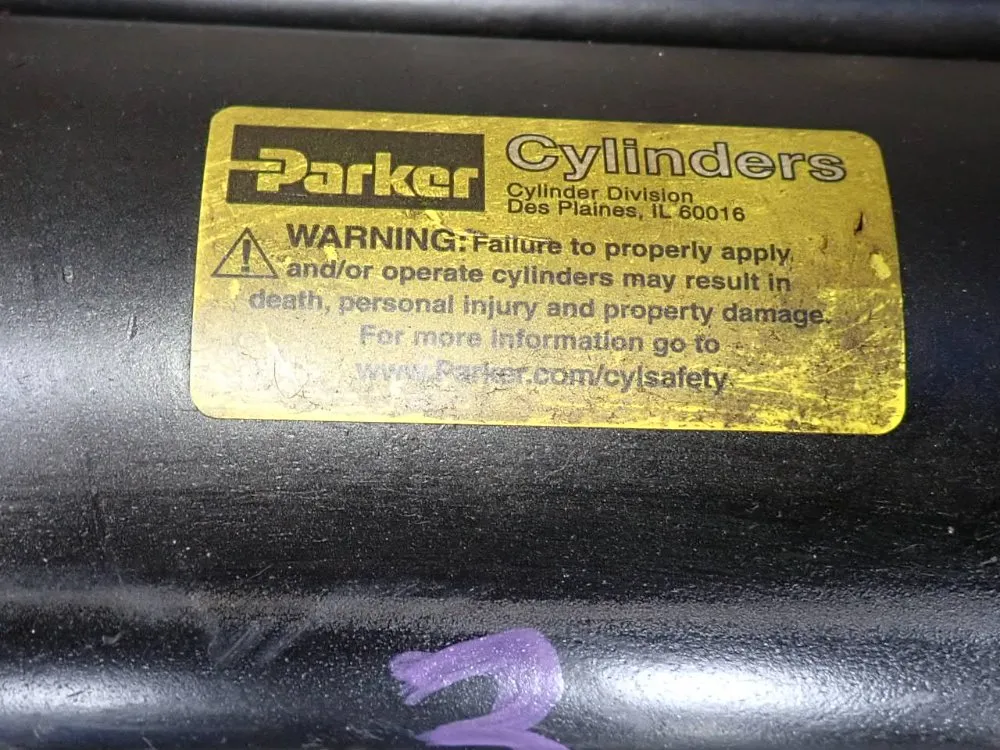 Parker
Cylinders
Cylinder Division
Des Plaines, IL 60016
WARNING: Failure to properly apply
and/or operate cylinders may result in
death, personal injury and property damage.
For more information go to
www.Parker.com/cylsafety